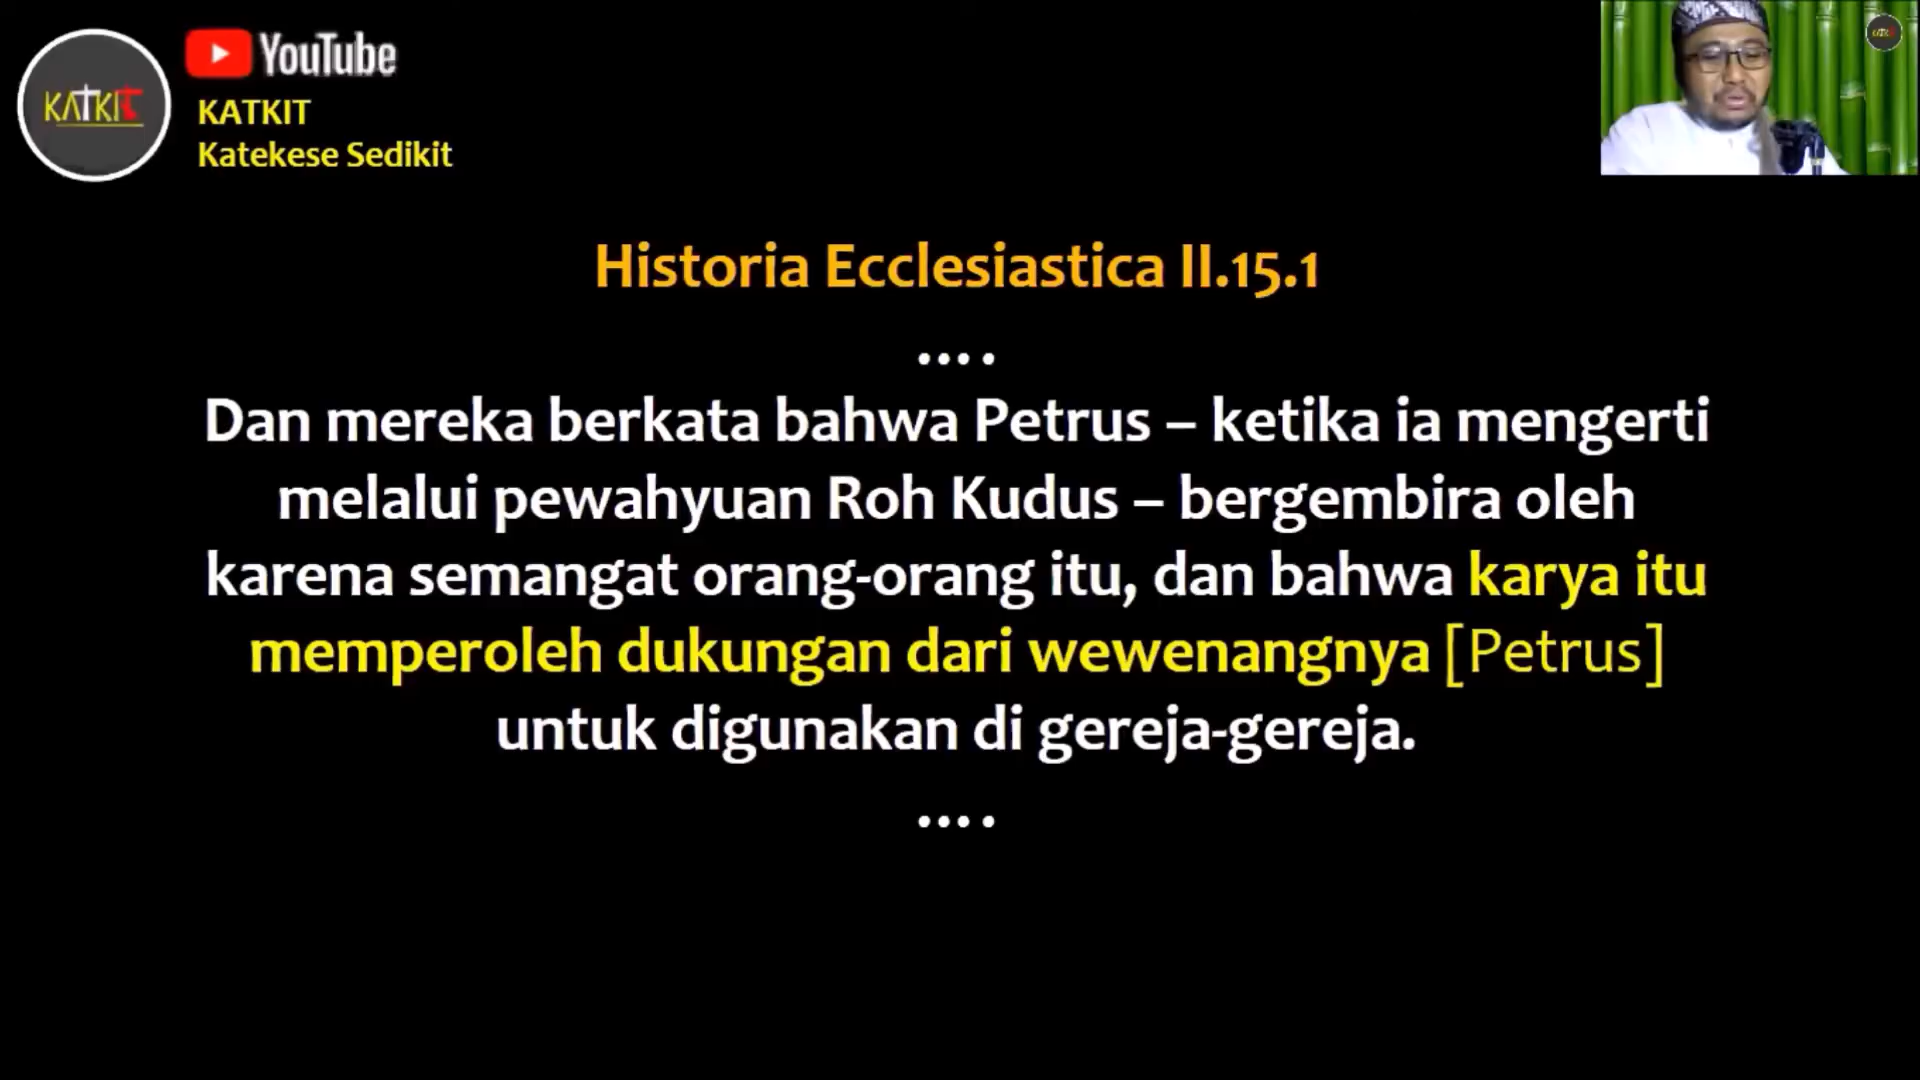 KATKIT
YouTube
KATKIT
Katekese Sedikit
KATKIT
Historia Ecclesiastica II.15.1
....
Dan mereka berkata bahwa Petrus – ketika ia mengerti
melalui pewahyuan Roh Kudus – bergembira oleh
karena semangat orang-orang itu, dan bahwa karya itu
memperoleh dukungan dari wewenangnya [Petrus]
untuk digunakan di gereja-gereja.
....